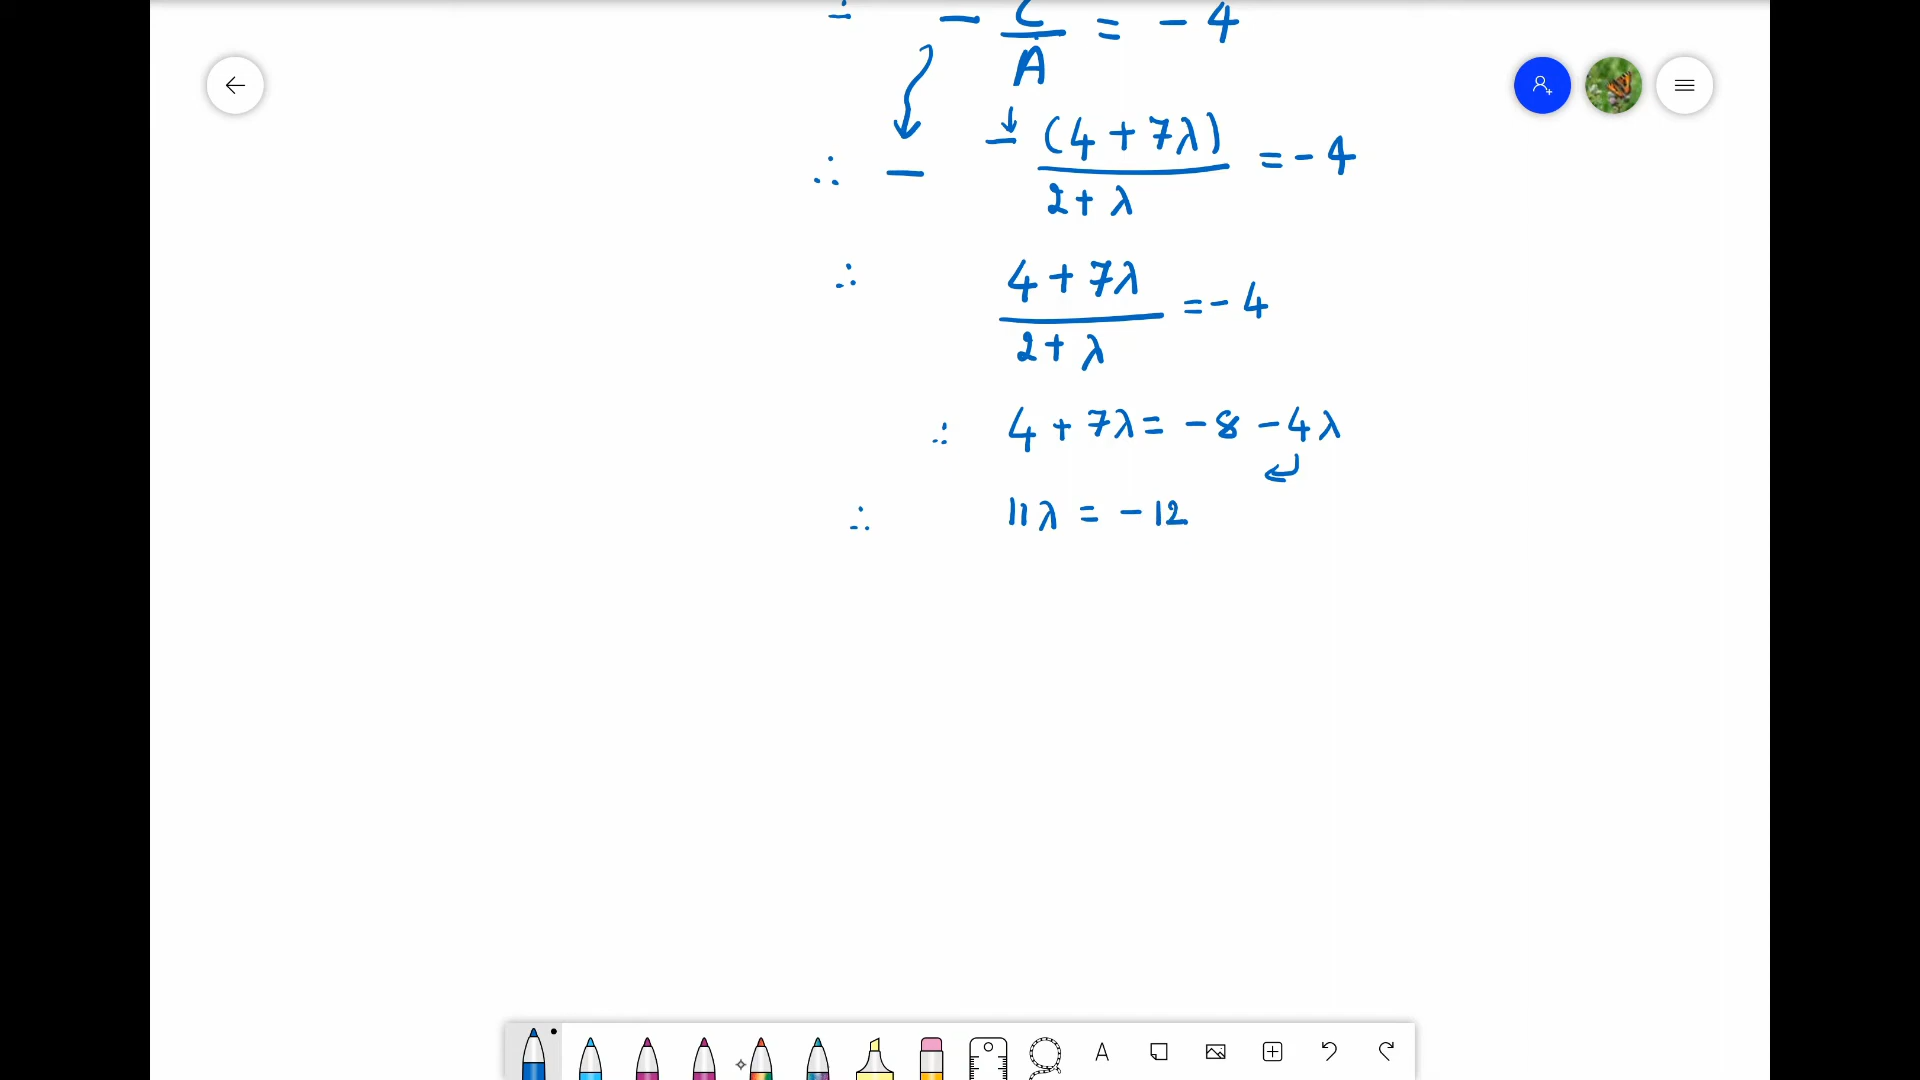 ∴ - C/A = - 4
∴ - -(4 + 7λ)/(2 + λ) = - 4
∴ (4 + 7λ)/(2 + λ) = - 4
∴ 4 + 7λ = - 8 - 4λ
∴ 11λ = - 12
A